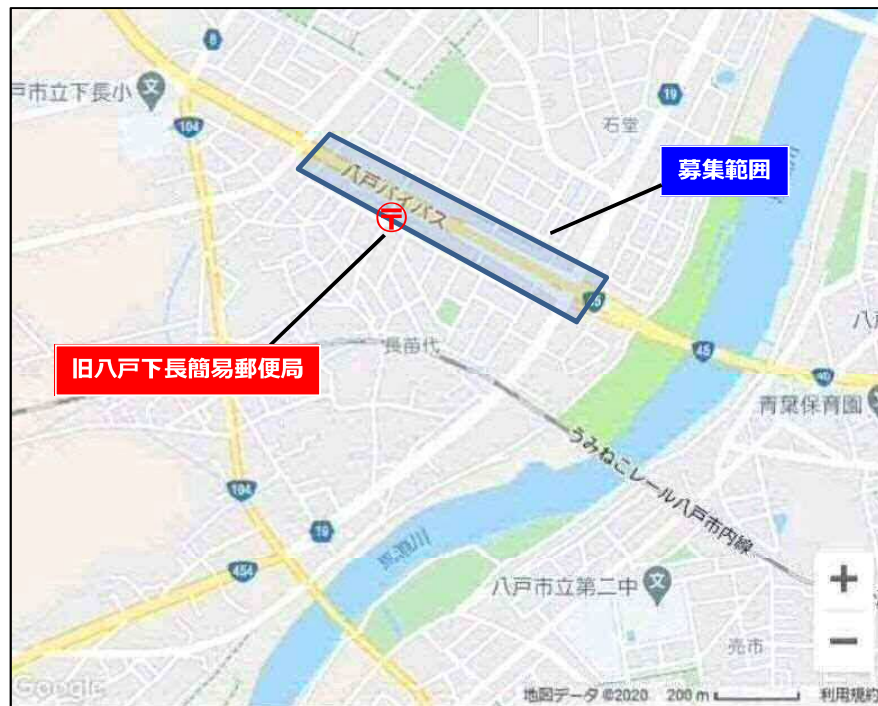 8
戸市立下長小
文
104
19
石堂
募集範囲
八戸バイパス
〒
45
旧八戸下長簡易郵便局
長苗代
45
青葉保育園
うみねこレール八戸市内線
104
19
454
馬淵川
八戸市立第二中
文
売市
+
−
Google
地図データ ©2020 200 m 利用規約